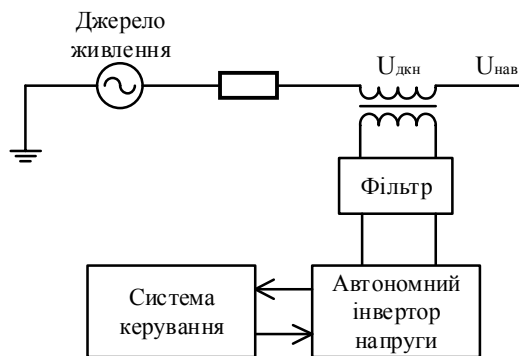 Джерело
живлення
Uдкн
Uнав
Фільтр
Система
керування
Автономний
інвертор
напруги